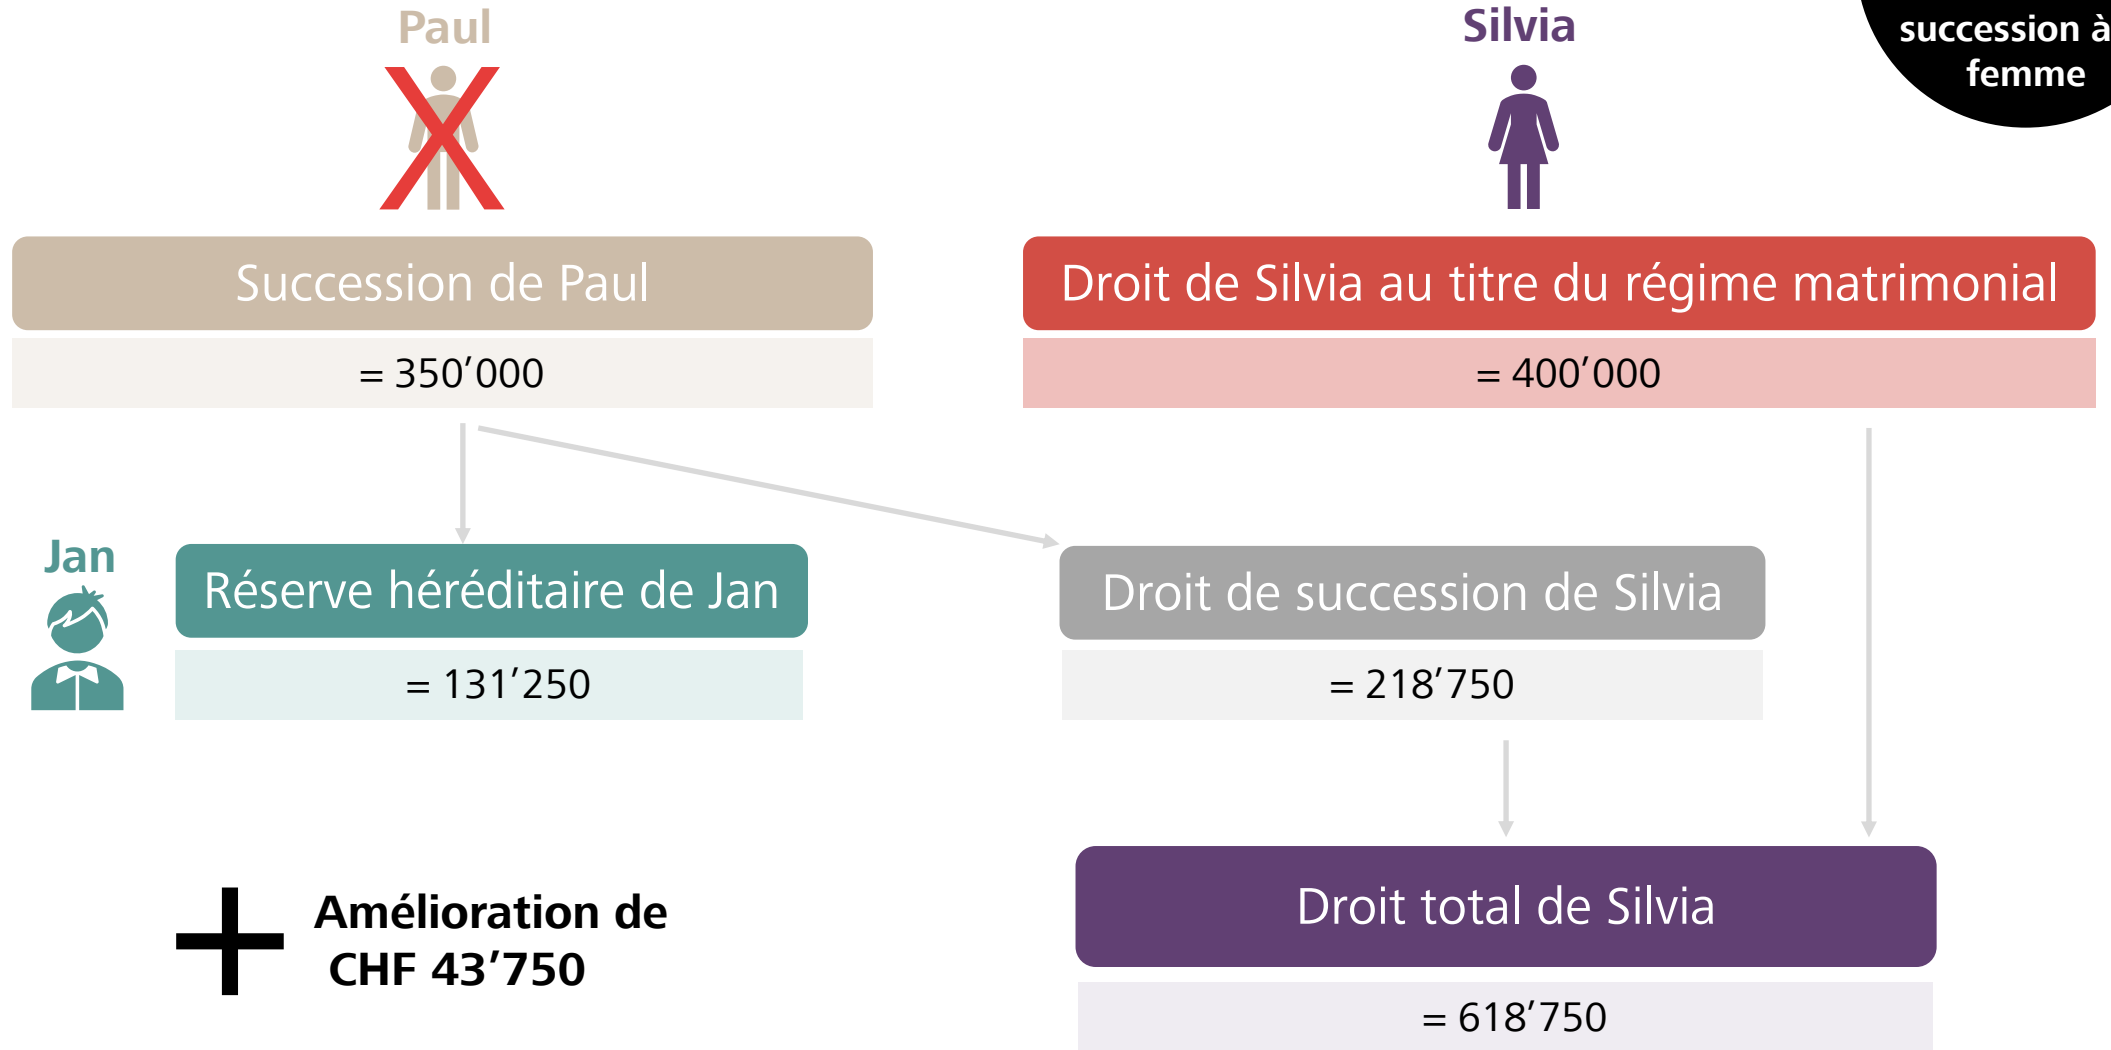 Paul
Silvia
succession à
femme
Succession de Paul
Droit de Silvia au titre du régime matrimonial
= 350’000
= 400’000
Jan
Réserve héréditaire de Jan
Droit de succession de Silvia
= 131’250
= 218’750
Amélioration de
CHF 43’750
Droit total de Silvia
= 618’750